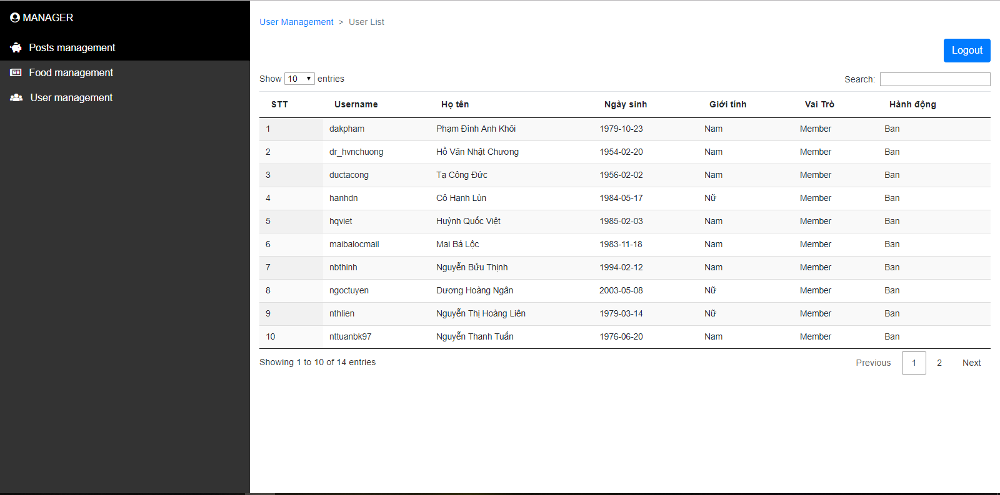 MANAGER
Posts management
Food management
User management
User Management > User List
Logout
Show 10 entries
Search:
STT Username Họ tên Ngày sinh Giới tính Vai Trò Hành động
1 dakpham Phạm Đình Anh Khôi 1979-10-23 Nam Member Ban
2 dr_hvnchuong Hồ Văn Nhật Chương 1954-02-20 Nam Member Ban
3 ductacong Tạ Công Đức 1956-02-02 Nam Member Ban
4 hanhdn Cô Hạnh Lùn 1984-05-17 Nữ Member Ban
5 hqviet Huỳnh Quốc Việt 1985-02-03 Nam Member Ban
6 maibalocmail Mai Bá Lộc 1983-11-18 Nam Member Ban
7 nbthinh Nguyễn Bửu Thịnh 1994-02-12 Nam Member Ban
8 ngoctuyen Dương Hoàng Ngân 2003-05-08 Nữ Member Ban
9 nthlien Nguyễn Thị Hoàng Liên 1979-03-14 Nữ Member Ban
10 nttuanbk97 Nguyễn Thanh Tuấn 1976-06-20 Nam Member Ban
Showing 1 to 10 of 14 entries
Previous 1 2 Next